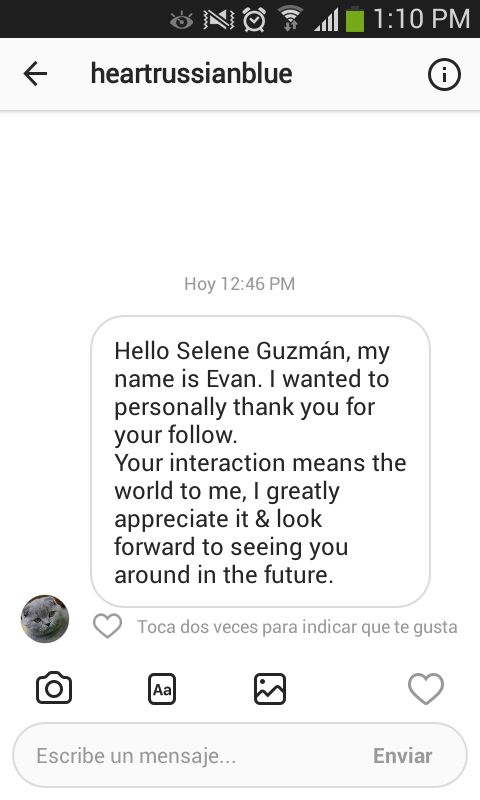 1:10 PM
heartrussianblue
Hoy 12:46 PM
Hello Selene Guzmán, my
name is Evan. I wanted to
personally thank you for
your follow.
Your interaction means the
world to me, I greatly
appreciate it & look
forward to seeing you
around in the future.
Toca dos veces para indicar que te gusta
Aa
Escribe un mensaje... Enviar